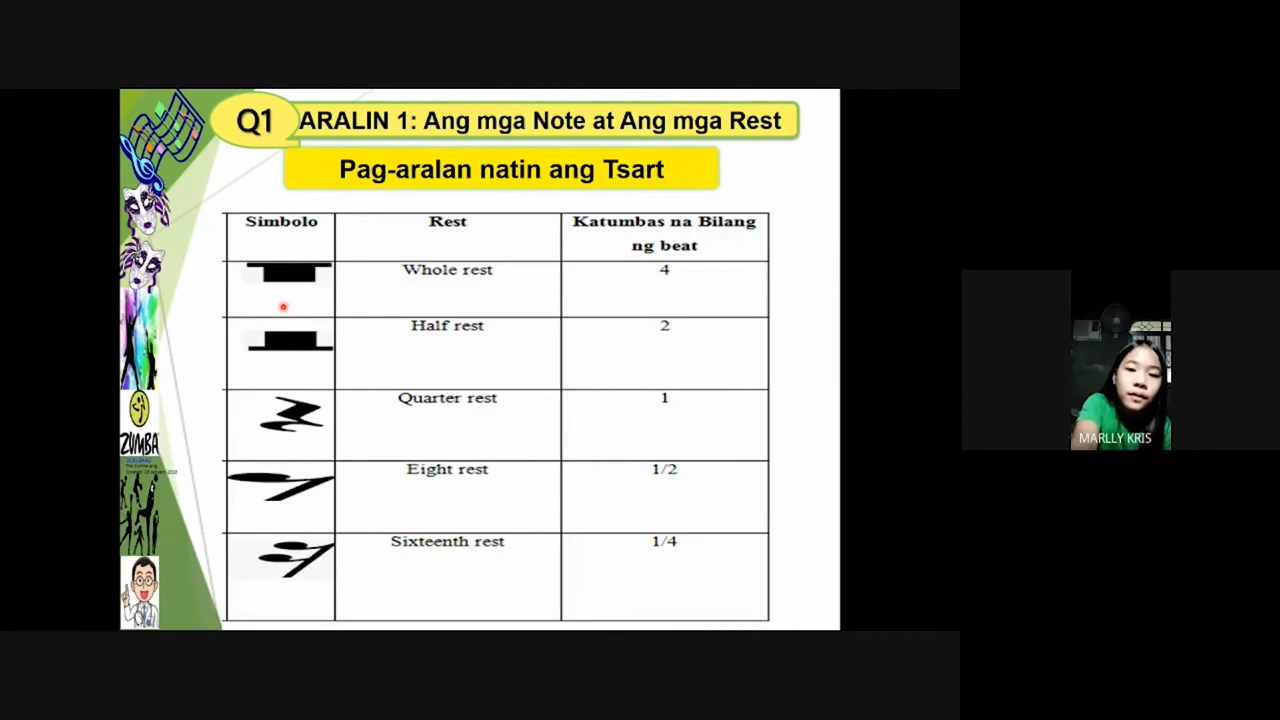 Q1
ARALIN 1: Ang mga Note at Ang mga Rest
Pag-aralan natin ang Tsart
Simbolo Rest Katumbas na Bilang
ng beat
Whole rest 4
Half rest 2
Quarter rest 1
Eight rest 1/2
Sixteenth rest 1/4
ZUMBA
MARLLY KRIS